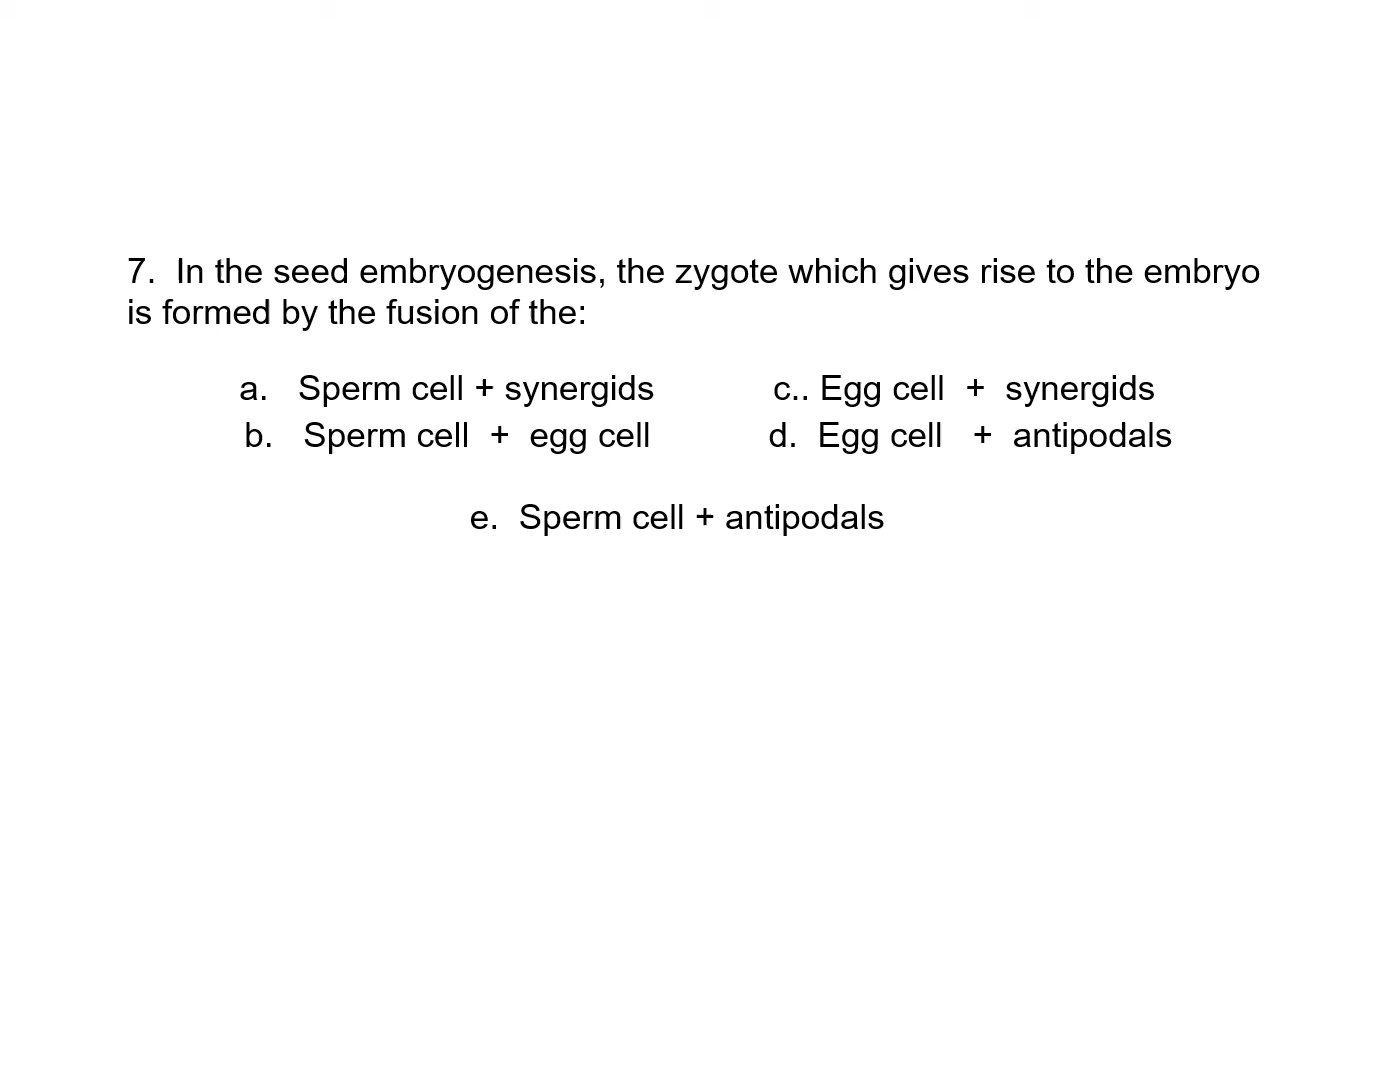 7.  In the seed embryogenesis, the zygote which gives rise to the embryo
is formed by the fusion of the:
a.   Sperm cell + synergids
c.. Egg cell  +  synergids
b.   Sperm cell  +  egg cell
d.  Egg cell   +  antipodals
e.  Sperm cell + antipodals